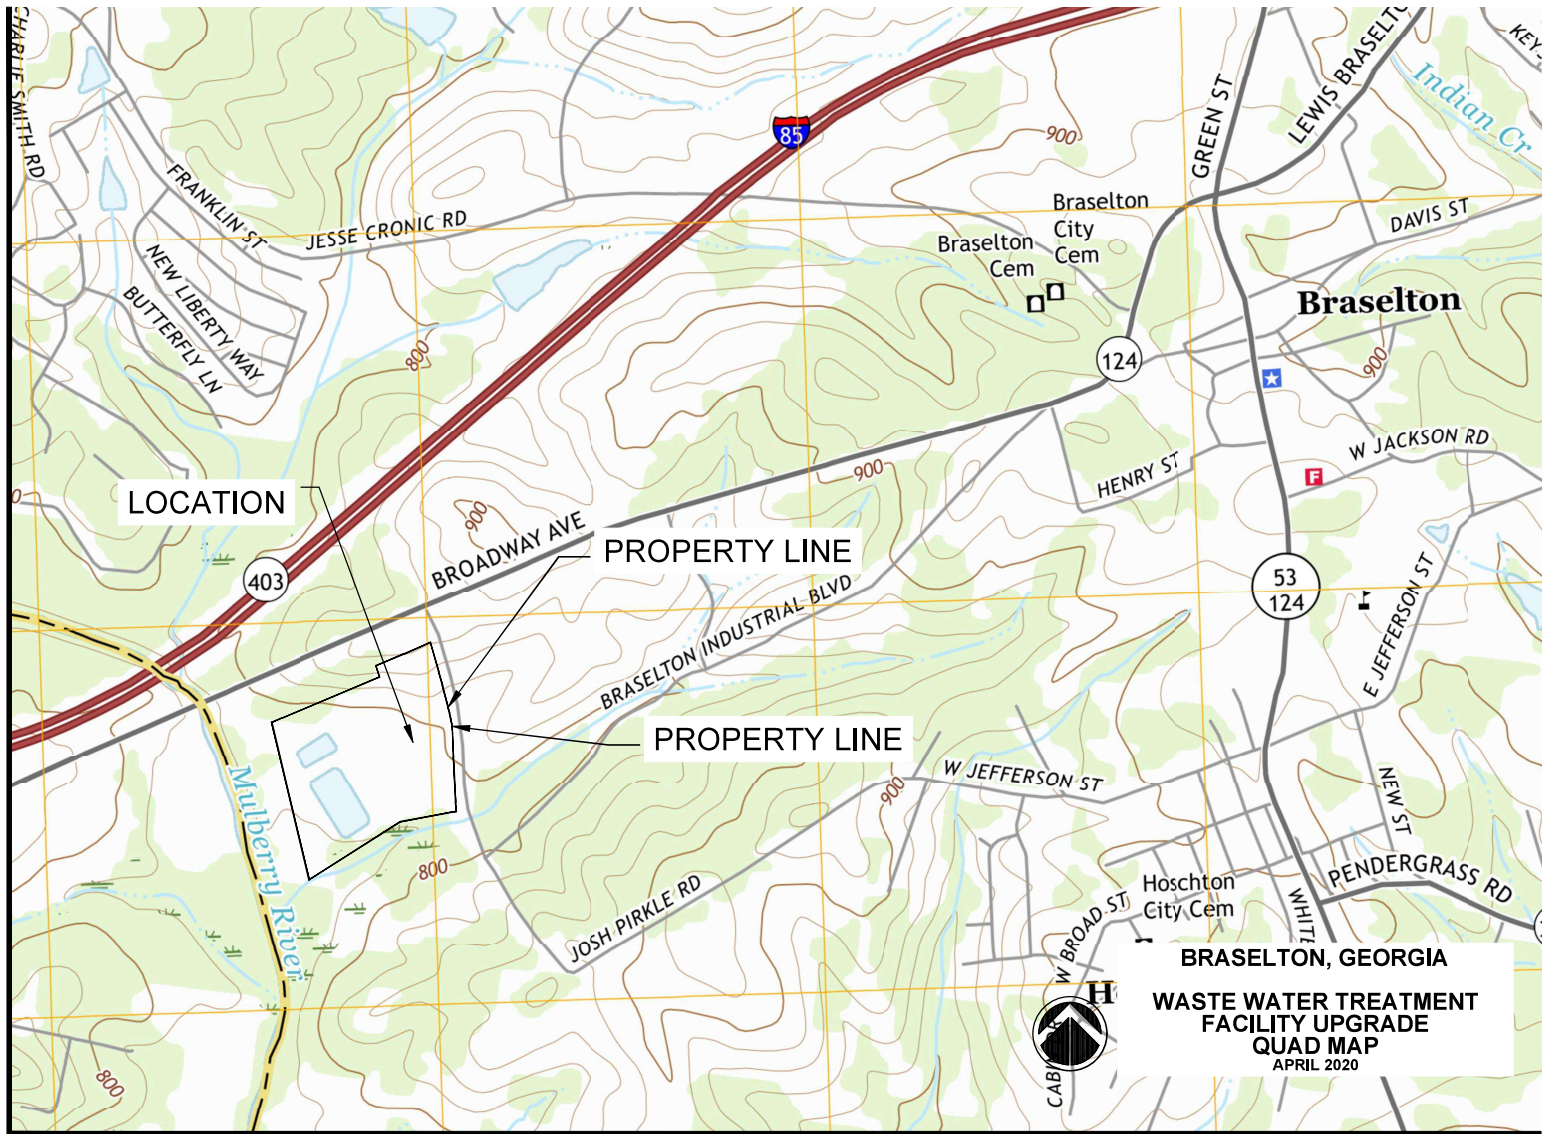 CHARLIE SMITH RD
FRANKLIN ST
NEW LIBERTY WAY
BUTTERFLY LN
JESSE CRONIC RD
85
900
GREEN ST
LEWIS BRASELTO
KEY
Indian Cr
Braselton
City
Cem
Braselton
Cem
DAVIS ST
Braselton
124
800
900
900
W JACKSON RD
F
HENRY ST
LOCATION
900
BROADWAY AVE
PROPERTY LINE
403
BRASELTON INDUSTRIAL BLVD
53
124
E JEFFERSON ST
PROPERTY LINE
Mulberry River
W JEFFERSON ST
900
NEW ST
800
JOSH PIRKLE RD
PENDERGRASS RD
Hoschton
City Cem
W BROAD ST
WHITE
H
CAB
800
BRASELTON, GEORGIA
WASTE WATER TREATMENT
FACILITY UPGRADE
QUAD MAP
APRIL 2020